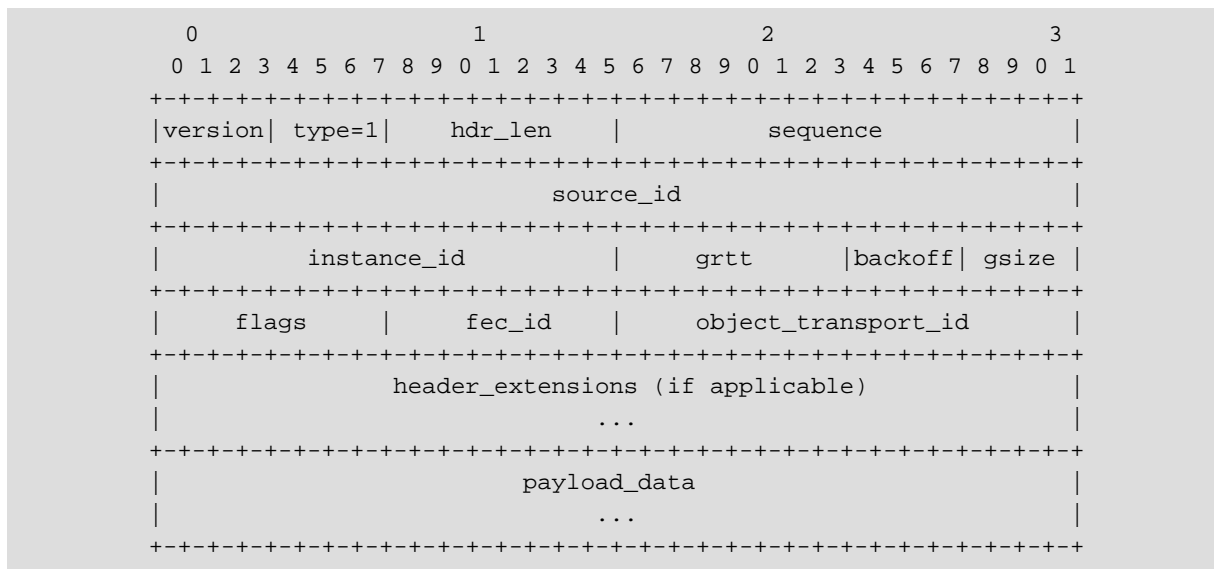 0 1 2 3
0 1 2 3 4 5 6 7 8 9 0 1 2 3 4 5 6 7 8 9 0 1 2 3 4 5 6 7 8 9 0 1
+-+-+-+-+-+-+-+-+-+-+-+-+-+-+-+-+-+-+-+-+-+-+-+-+-+-+-+-+-+-+-+-+
|version| type=1| hdr_len | sequence |
+-+-+-+-+-+-+-+-+-+-+-+-+-+-+-+-+-+-+-+-+-+-+-+-+-+-+-+-+-+-+-+-+
| source_id |
+-+-+-+-+-+-+-+-+-+-+-+-+-+-+-+-+-+-+-+-+-+-+-+-+-+-+-+-+-+-+-+-+
| instance_id | grtt |backoff| gsize |
+-+-+-+-+-+-+-+-+-+-+-+-+-+-+-+-+-+-+-+-+-+-+-+-+-+-+-+-+-+-+-+-+
| flags | fec_id | object_transport_id |
+-+-+-+-+-+-+-+-+-+-+-+-+-+-+-+-+-+-+-+-+-+-+-+-+-+-+-+-+-+-+-+-+
| header_extensions (if applicable) |
| ... |
+-+-+-+-+-+-+-+-+-+-+-+-+-+-+-+-+-+-+-+-+-+-+-+-+-+-+-+-+-+-+-+-+
| payload_data |
| ... |
+-+-+-+-+-+-+-+-+-+-+-+-+-+-+-+-+-+-+-+-+-+-+-+-+-+-+-+-+-+-+-+-+